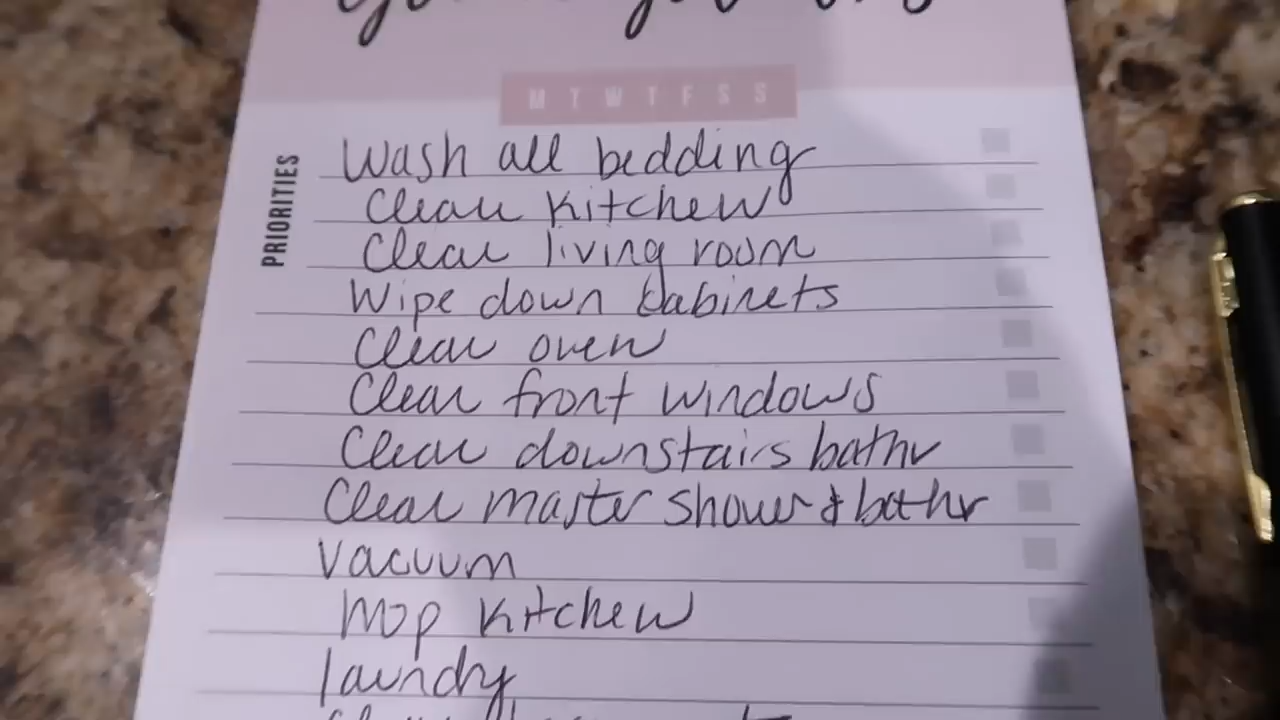 M T W T F S S
PRIORITIES
Wash all bedding
Clean Kitchen
Clean living room
Wipe down cabinets
Clean oven
Clean front windows
Clean downstairs bathr
Clean master shower & bathr
Vacuum
Mop Kitchen
laundry